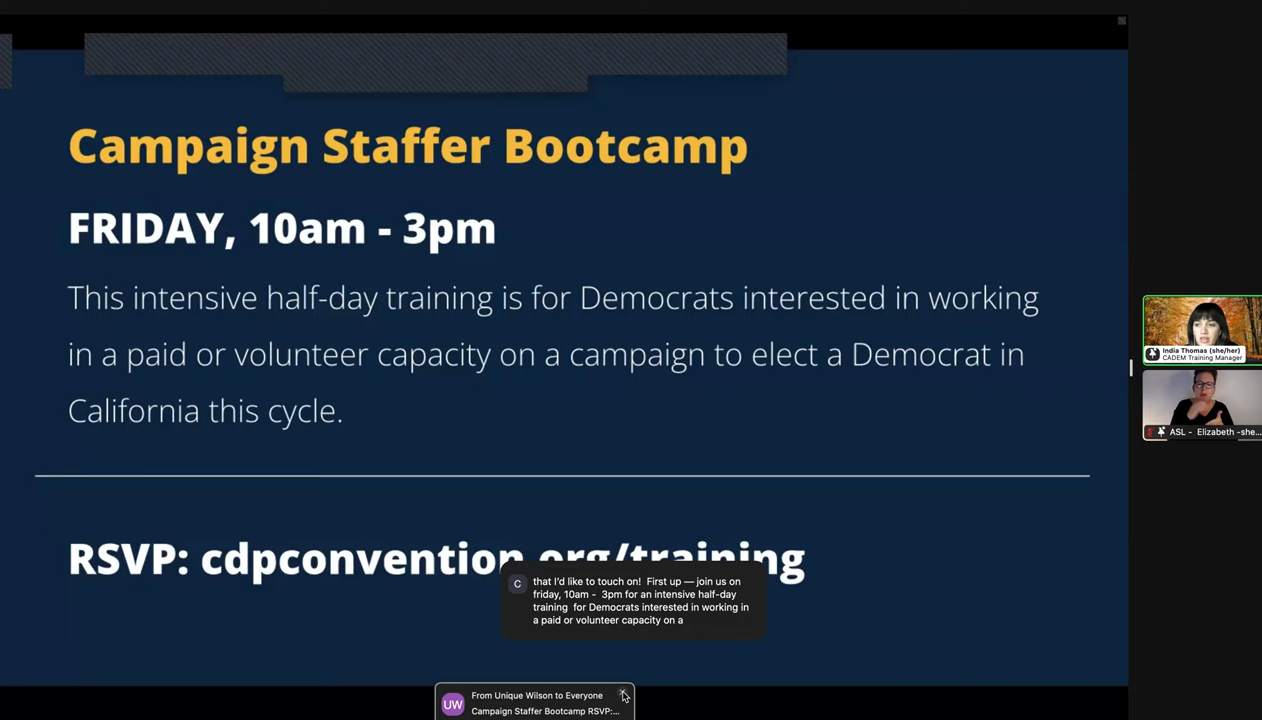 Campaign Staffer Bootcamp
FRIDAY, 10am - 3pm
This intensive half-day training is for Democrats interested in working
in a paid or volunteer capacity on a campaign to elect a Democrat in
California this cycle.
RSVP: cdpconvention.org/training
C
that I'd like to touch on! First up — join us on
friday, 10am - 3pm for an intensive half-day
training for Democrats interested in working in
a paid or volunteer capacity on a
UW
From Unique Wilson to Everyone
Campaign Staffer Bootcamp RSVP:...
India Thomas (she/her)
CADEM Training Manager
ASL - Elizabeth -she...